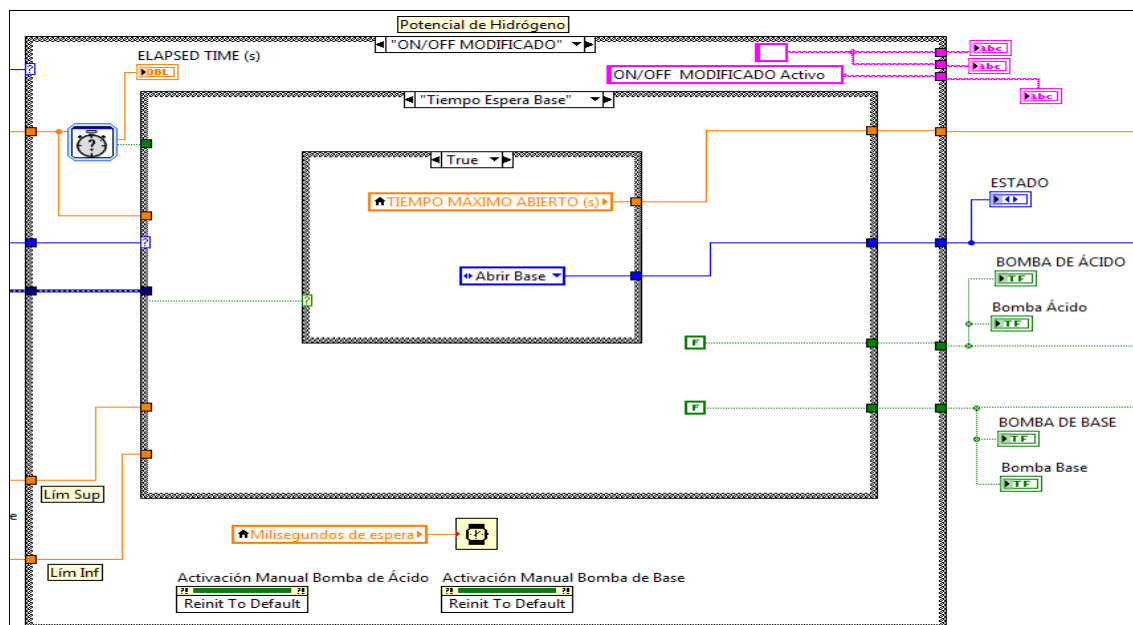 Potencial de Hidrógeno
"ON/OFF MODIFICADO"
ELAPSED TIME (s)
DBL
?
?
abc
abc
ON/OFF  MODIFICADO Activo
abc
"Tiempo Espera Base"
True
TIEMPO MÁXIMO ABIERTO (s)
ESTADO
?
Abrir Base
BOMBA DE ÁCIDO
TF
?
Bomba Ácido
TF
F
F
BOMBA DE BASE
TF
Bomba Base
TF
Lím Sup
e
Milisegundos de espera
Lím Inf
Activación Manual Bomba de Ácido
Activación Manual Bomba de Base
?! ?!
?! ?!
Reinit To Default
Reinit To Default